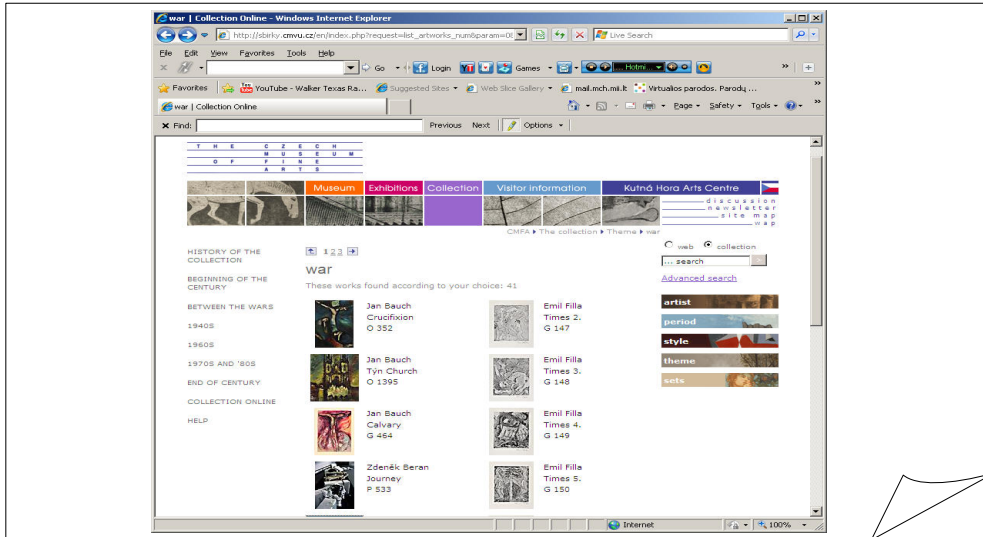 war | Collection Online - Windows Internet Explorer
http://sbirky.cmvu.cz/en/index.php?request=list_artworks_num&param=0
Live Search
File Edit View Favorites Tools Help
Go Login Games Hotmi...
Favorites YouTube - Walker Texas Ra... Suggested Sites Web Slice Gallery mail.mch.mii.lt Virtualios parodos. Parodų ...
war | Collection Online
Page Safety Tools
Find: Previous Next Options
THE CZECH
MUSEUM
OF FINE
ARTS
Museum Exhibitions Collection Visitor Information Kutná Hora Arts Centre
discussion
newsletter
site map
wap
CMFA The collection Theme war
web collection
... search
Advanced search
artist
period
style
theme
sets
HISTORY OF THE
COLLECTION
BEGINNING OF THE
CENTURY
BETWEEN THE WARS
1940S
1960S
1970S AND '80S
END OF CENTURY
COLLECTION ONLINE
HELP
1 2 3
war
These works found according to your choice: 41
Jan Bauch
Crucifixion
O 352
Emil Filla
Times 2.
G 147
Jan Bauch
Týn Church
O 1395
Emil Filla
Times 3.
G 148
Jan Bauch
Calvary
G 464
Emil Filla
Times 4.
G 149
Zdeněk Beran
Journey
P 533
Emil Filla
Times 5.
G 150
Internet 100%